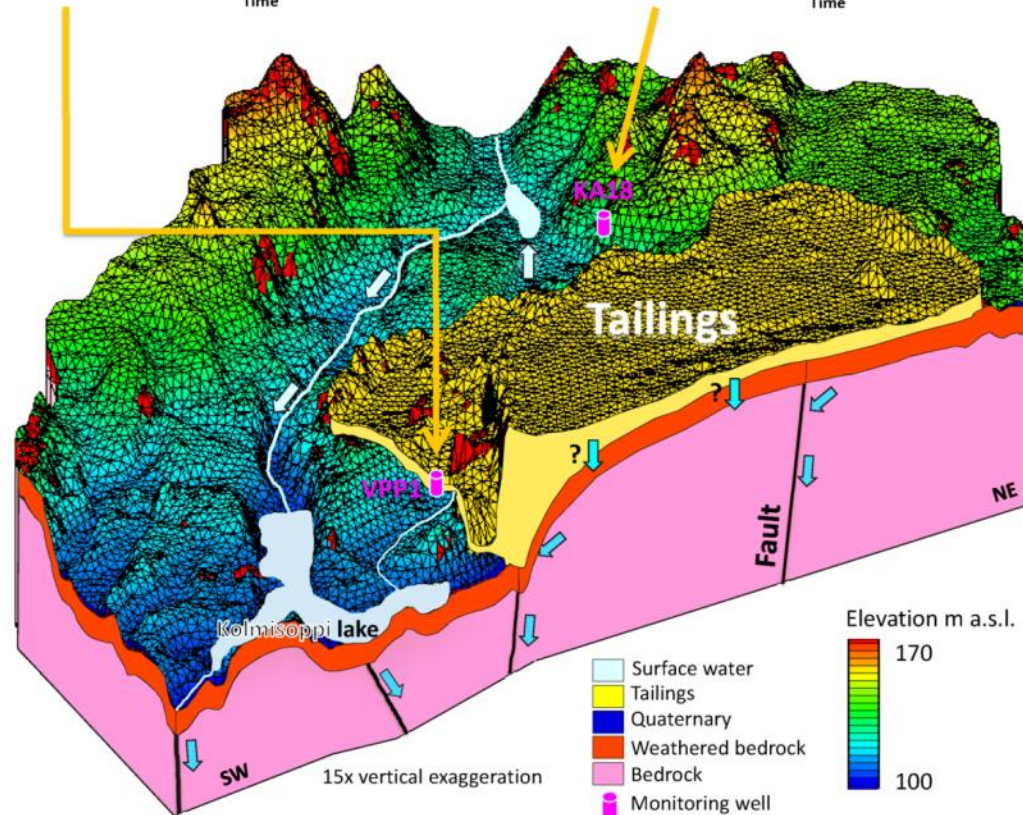 Time
Time
KA18
Tailings
?
?
VPP1
Fault
NE
Kolmisoppi lake
SW
15x vertical exaggeration
Surface water
Tailings
Quaternary
Weathered bedrock
Bedrock
Monitoring well
Elevation m a.s.l.
170
100